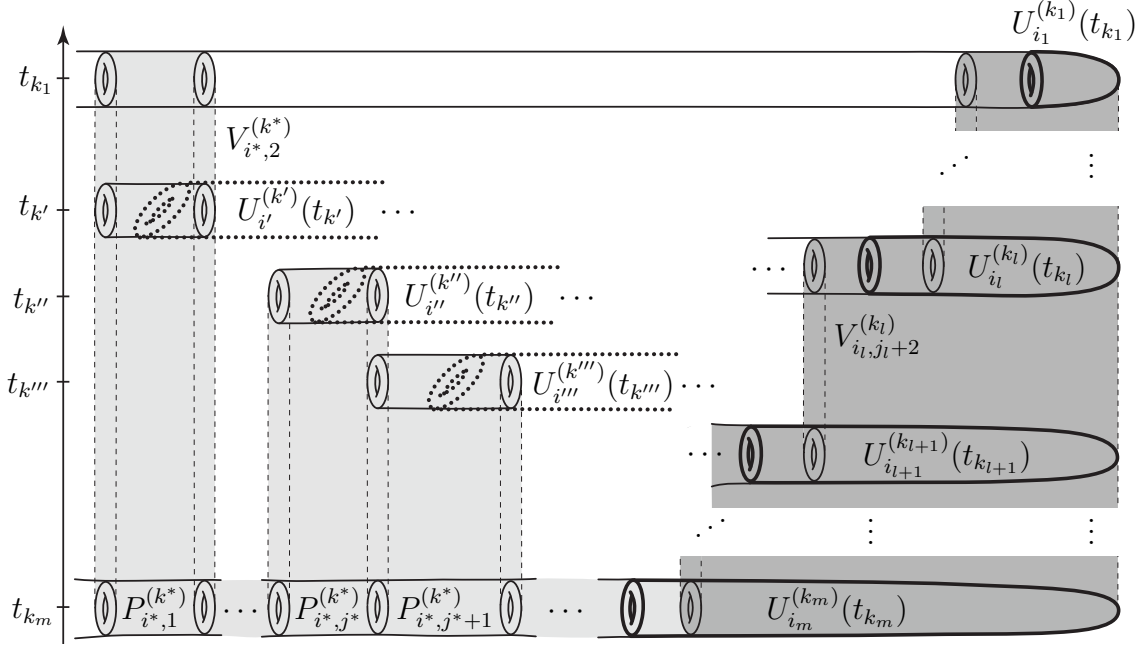 U_{i_1}^{(k_1)}(t_{k_1})
t_{k_1}
V_{i^*,2}^{(k^*)}
t_{k'} U_{i'}^{(k')}(t_{k'}) ···
U_{i_l}^{(k_l)}(t_{k_l})
···
t_{k''} U_{i''}^{(k'')}(t_{k''}) ···
V_{i_l,j_l+2}^{(k_l)}
t_{k'''} U_{i'''}^{(k''')}(t_{k'''}) ···
··· U_{i_{l+1}}^{(k_{l+1})}(t_{k_{l+1}})
t_{k_m} P_{i^*,1}^{(k^*)} ··· P_{i^*,j^*}^{(k^*)} P_{i^*,j^*+1}^{(k^*)} ··· U_{i_m}^{(k_m)}(t_{k_m})